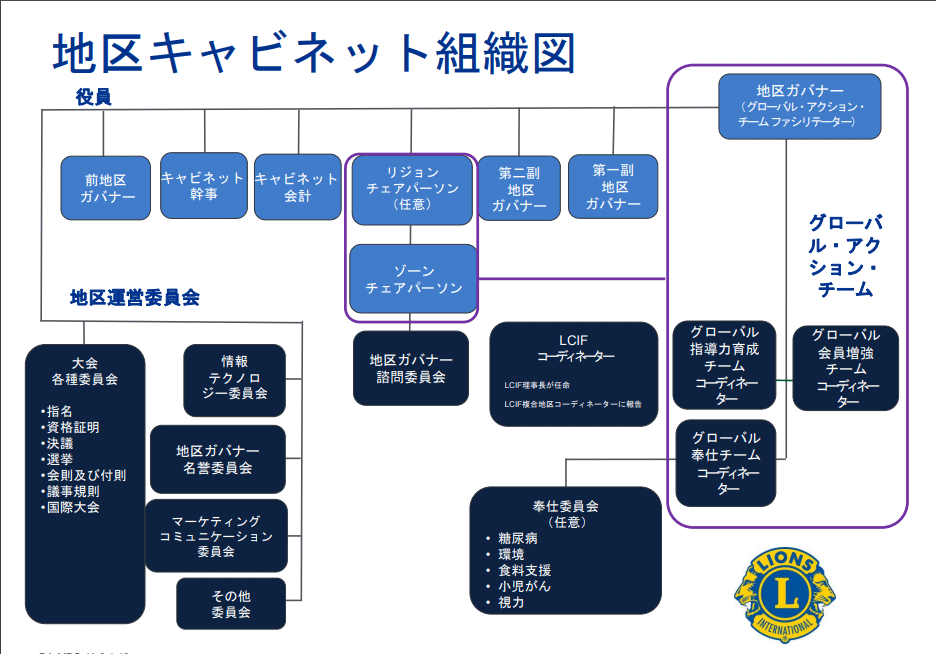 地区キャビネット組織図
役員
地区ガバナー
（グローバル・アクション・
チーム ファシリテーター）
前地区
ガバナー
キャビネット
幹事
キャビネット
会計
リジョン
チェアパーソン
（任意）
第二副
地区
ガバナー
第一副
地区
ガバナー
ゾーン
チェアパーソン
グローバ
ル・アク
ション・
チーム
地区運営委員会
大会
各種委員会
•指名
•資格証明
•決議
•選挙
•会則及び付則
•議事規則
•国際大会
情報
テクノロ
ジー委員会
地区ガバナー
名誉委員会
マーケティング
コミュニケーション
委員会
その他
委員会
地区ガバナー
諮問委員会
LCIF
コーディネーター
LCIF理事長が任命
LCIF複合地区コーディネーターに報告
グローバル
指導力育成
チーム
コーディネー
ター
グローバル
会員増強
チーム
コーディネー
ター
グローバル
奉仕チーム
コーディネー
ター
奉仕委員会
（任意）
• 糖尿病
• 環境
• 食料支援
• 小児がん
• 視力
LIONS
L
INTERNATIONAL
®